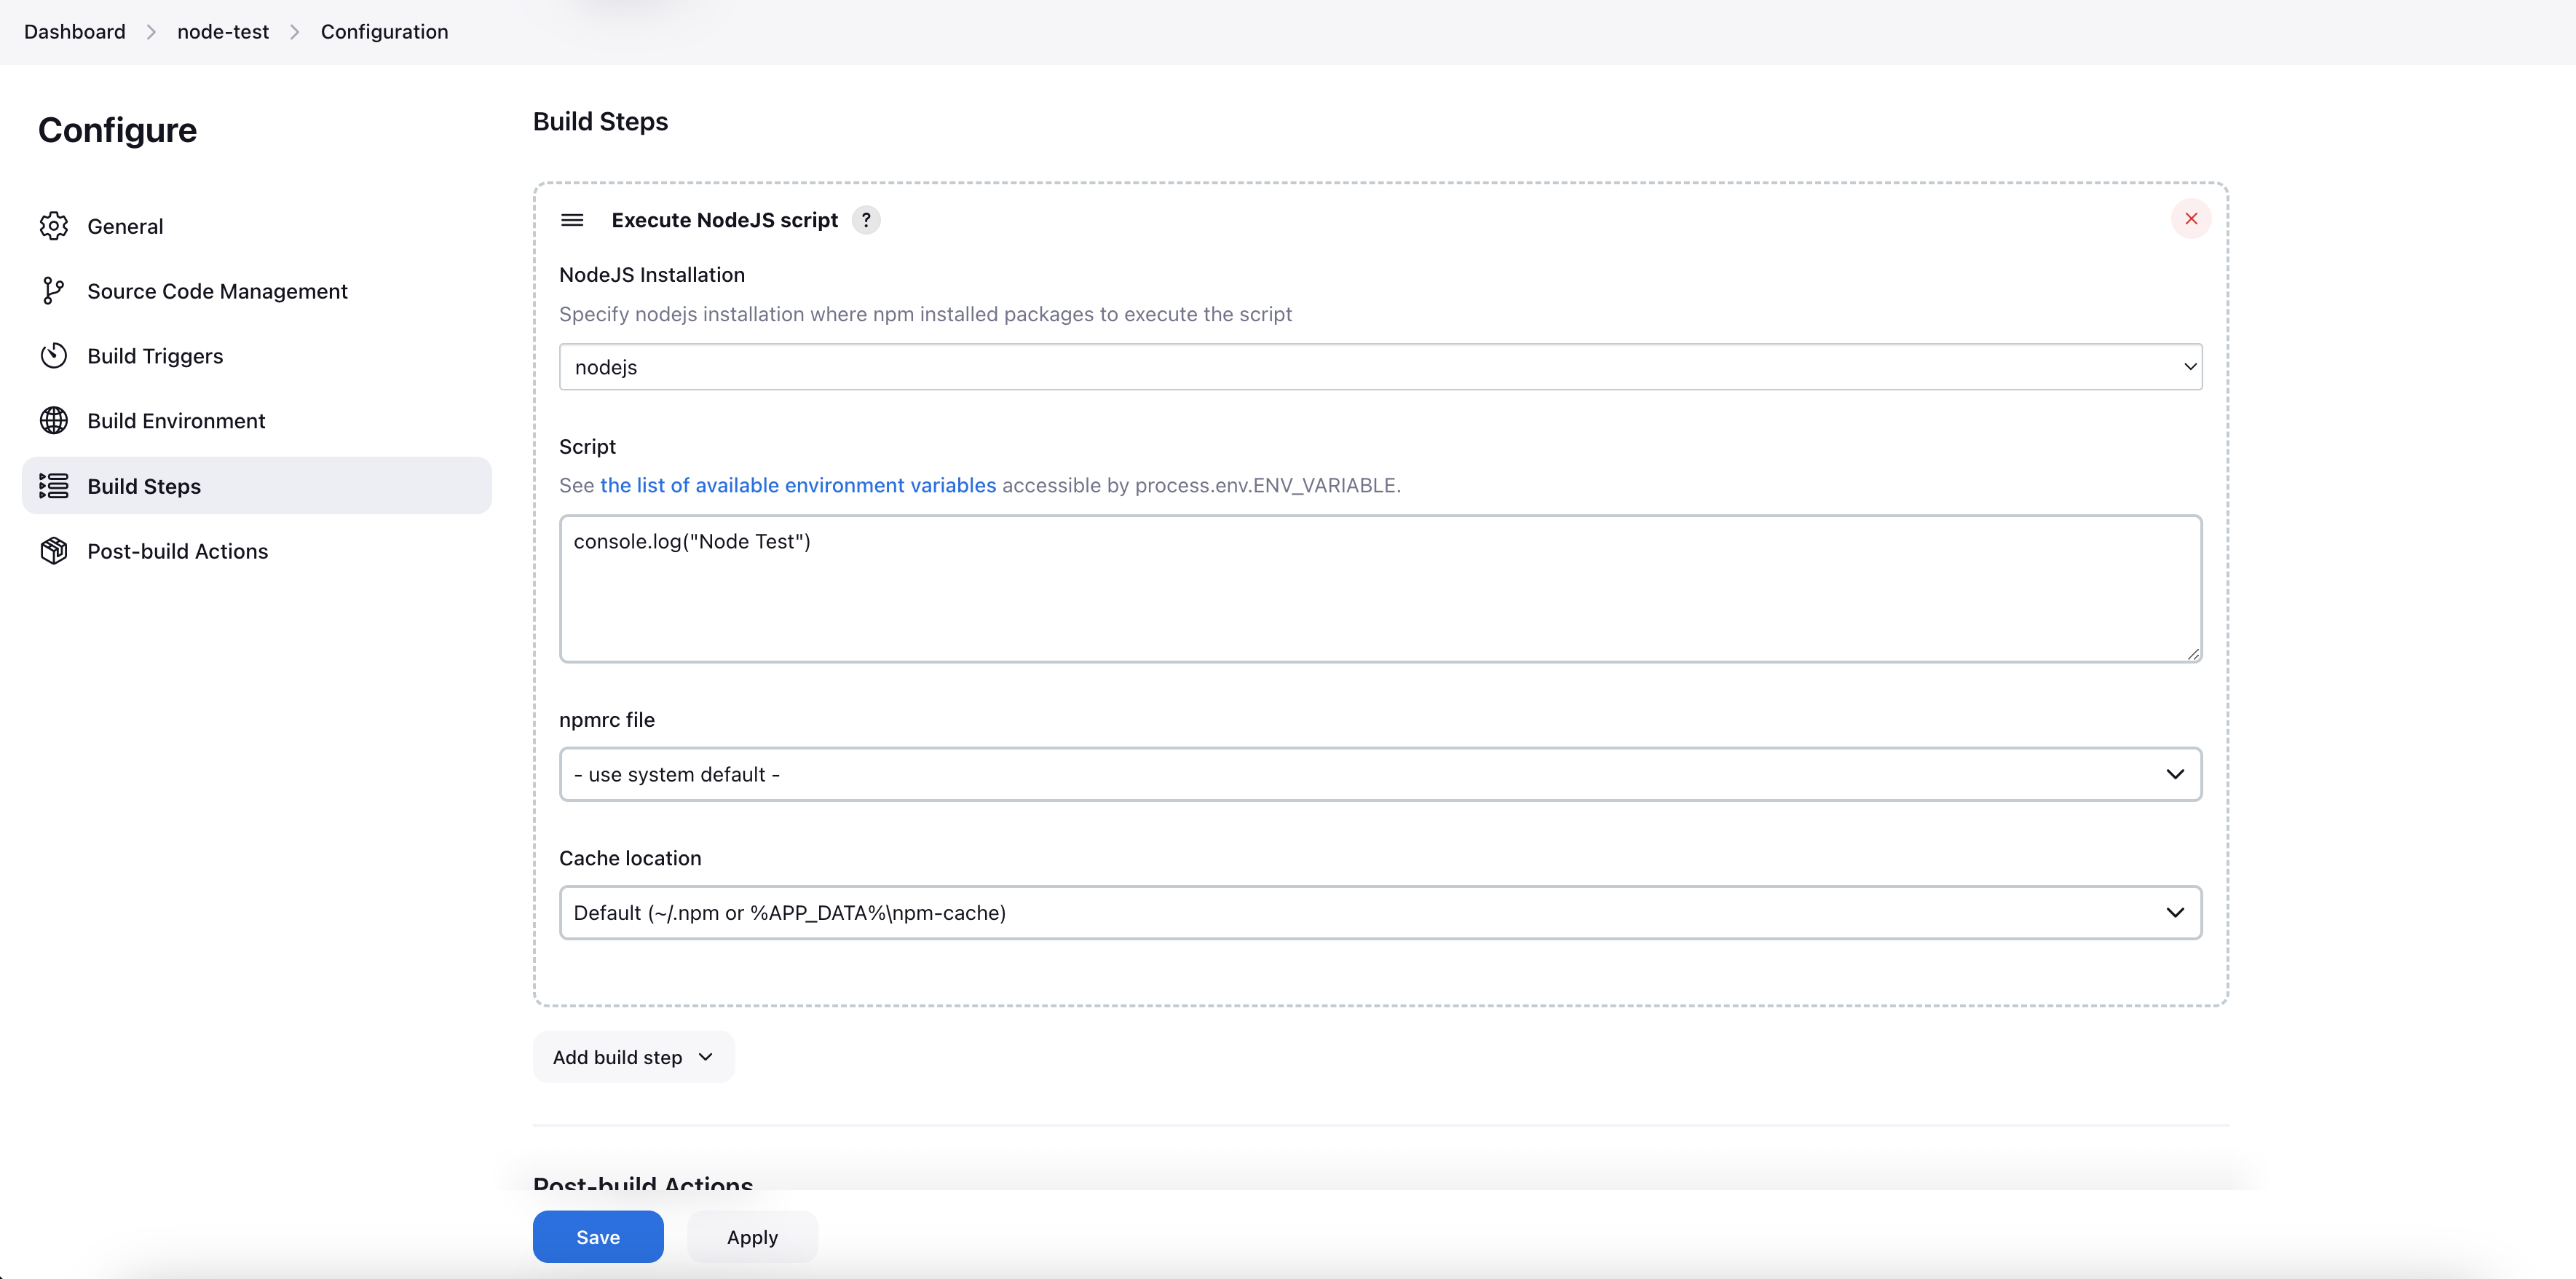 Dashboard > node-test > Configuration
Configure
General
Source Code Management
Build Triggers
Build Environment
Build Steps
Post-build Actions
Build Steps
Execute NodeJS script ?
NodeJS Installation
Specify nodejs installation where npm installed packages to execute the script
nodejs
Script
See the list of available environment variables accessible by process.env.ENV_VARIABLE.
console.log("Node Test")
npmrc file
- use system default -
Cache location
Default (~/.npm or %APP_DATA%\npm-cache)
Add build step
Post-build Actions
Save
Apply